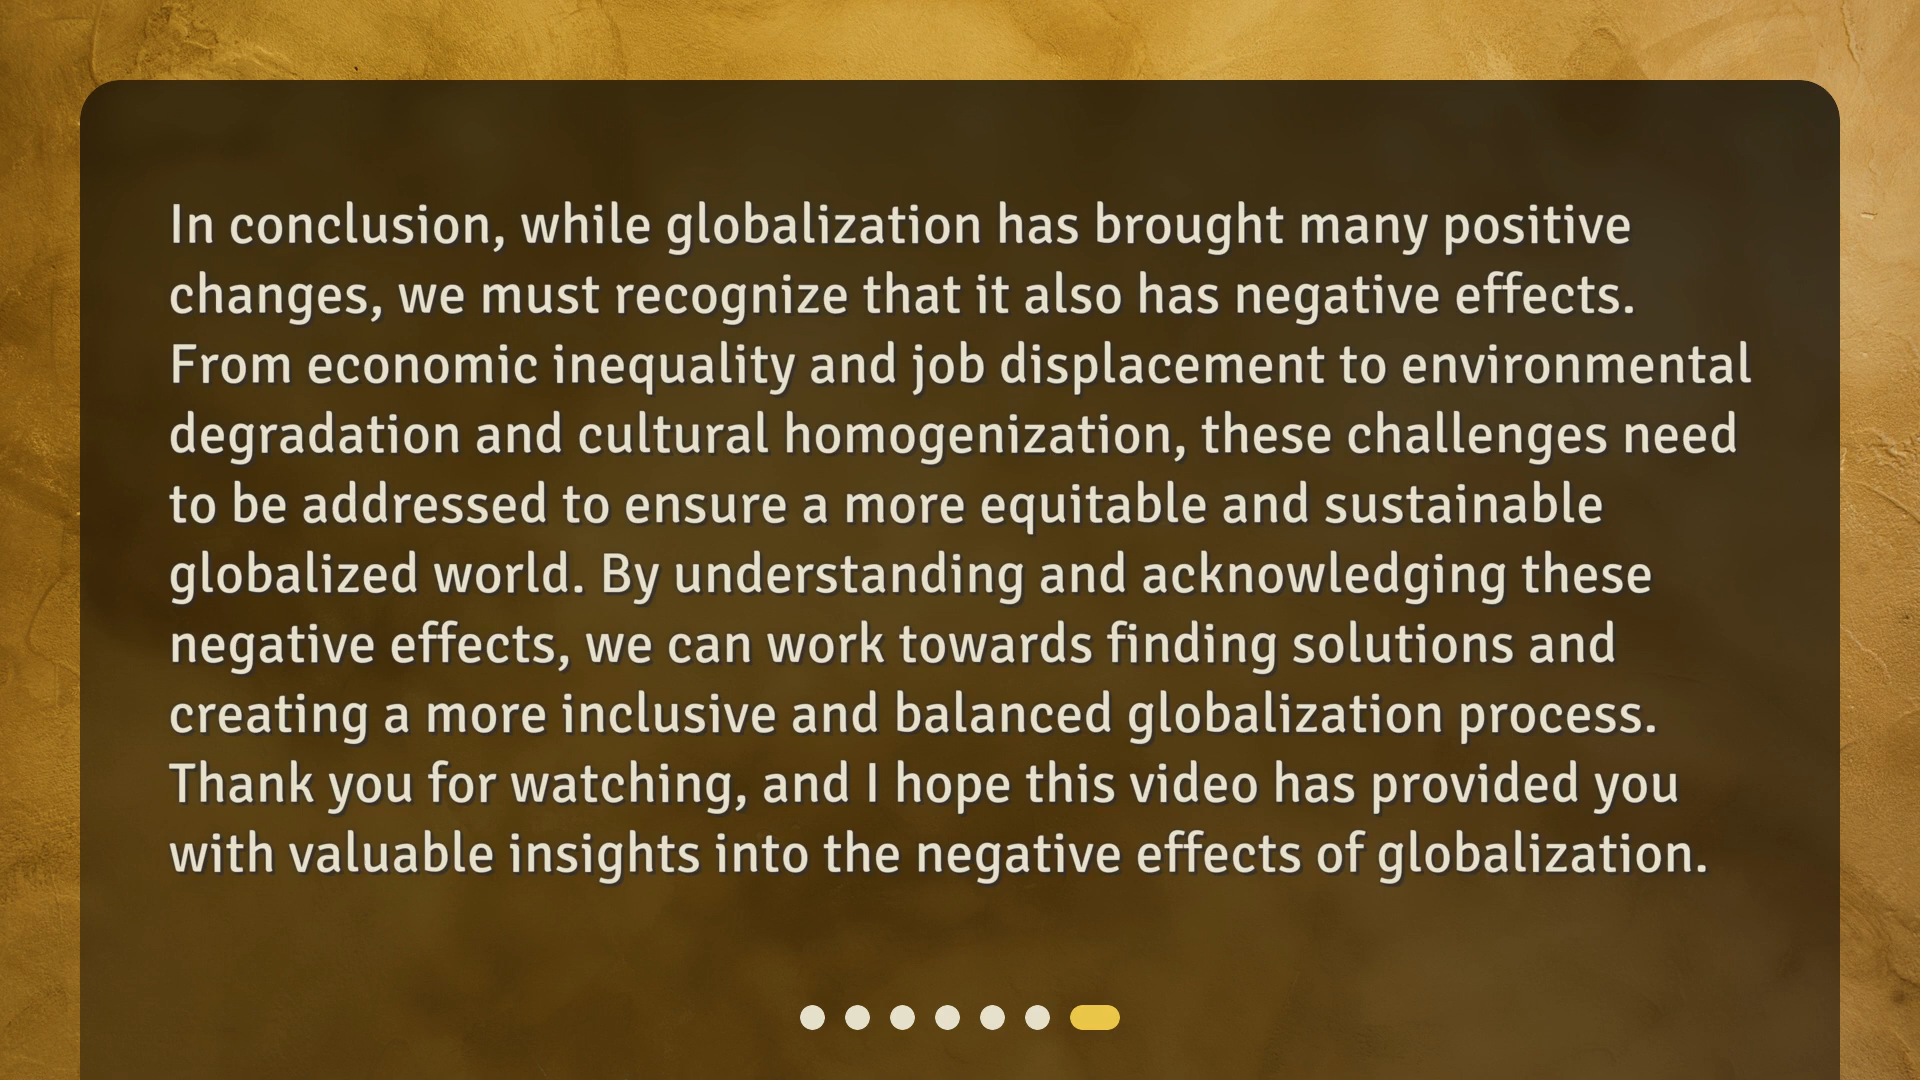 In conclusion, while globalization has brought many positive
changes, we must recognize that it also has negative effects.
From economic inequality and job displacement to environmental
degradation and cultural homogenization, these challenges need
to be addressed to ensure a more equitable and sustainable
globalized world. By understanding and acknowledging these
negative effects, we can work towards finding solutions and
creating a more inclusive and balanced globalization process.
Thank you for watching, and I hope this video has provided you
with valuable insights into the negative effects of globalization.